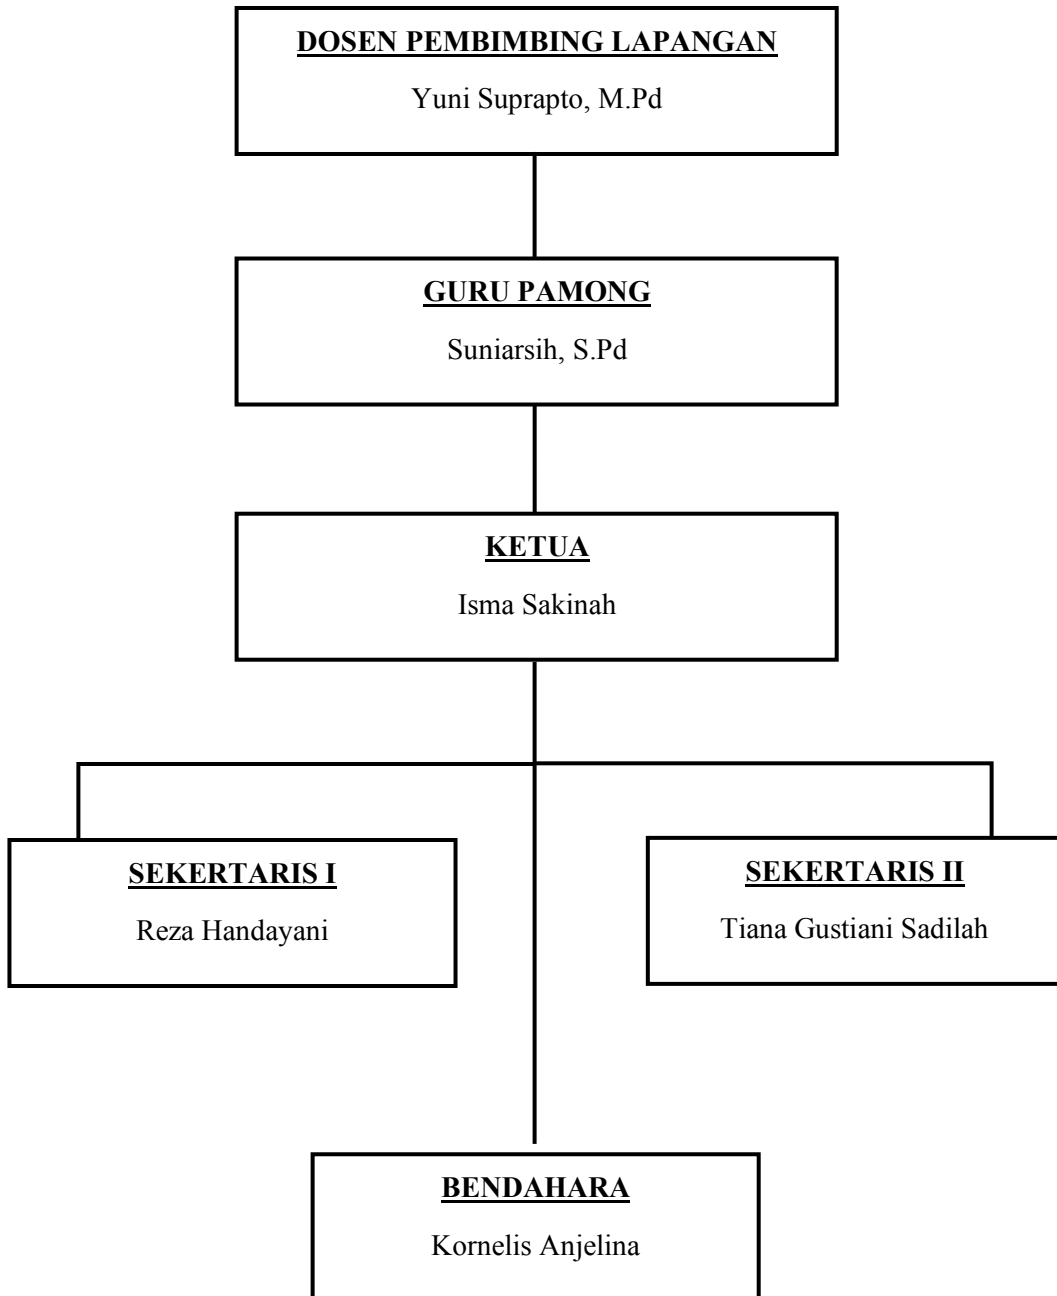 DOSEN PEMBIMBING LAPANGAN
Yuni Suprapto, M.Pd
GURU PAMONG
Suniarsih, S.Pd
KETUA
Isma Sakinah
SEKERTARIS I
Reza Handayani
SEKERTARIS II
Tiana Gustiani Sadilah
BENDAHARA
Kornelis Anjelina